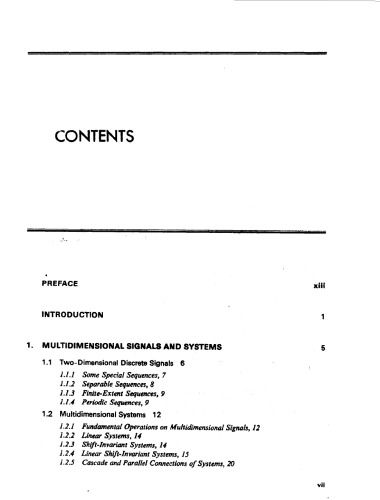 CONTENTS
PREFACE xiii
INTRODUCTION 1
1. MULTIDIMENSIONAL SIGNALS AND SYSTEMS 5
1.1 Two-Dimensional Discrete Signals 6
1.1.1 Some Special Sequences, 7
1.1.2 Separable Sequences, 8
1.1.3 Finite-Extent Sequences, 9
1.1.4 Periodic Sequences, 9
1.2 Multidimensional Systems 12
1.2.1 Fundamental Operations on Multidimensional Signals, 12
1.2.2 Linear Systems, 14
1.2.3 Shift-Invariant Systems, 14
1.2.4 Linear Shift-Invariant Systems, 15
1.2.5 Cascade and Parallel Connections of Systems, 20
vii